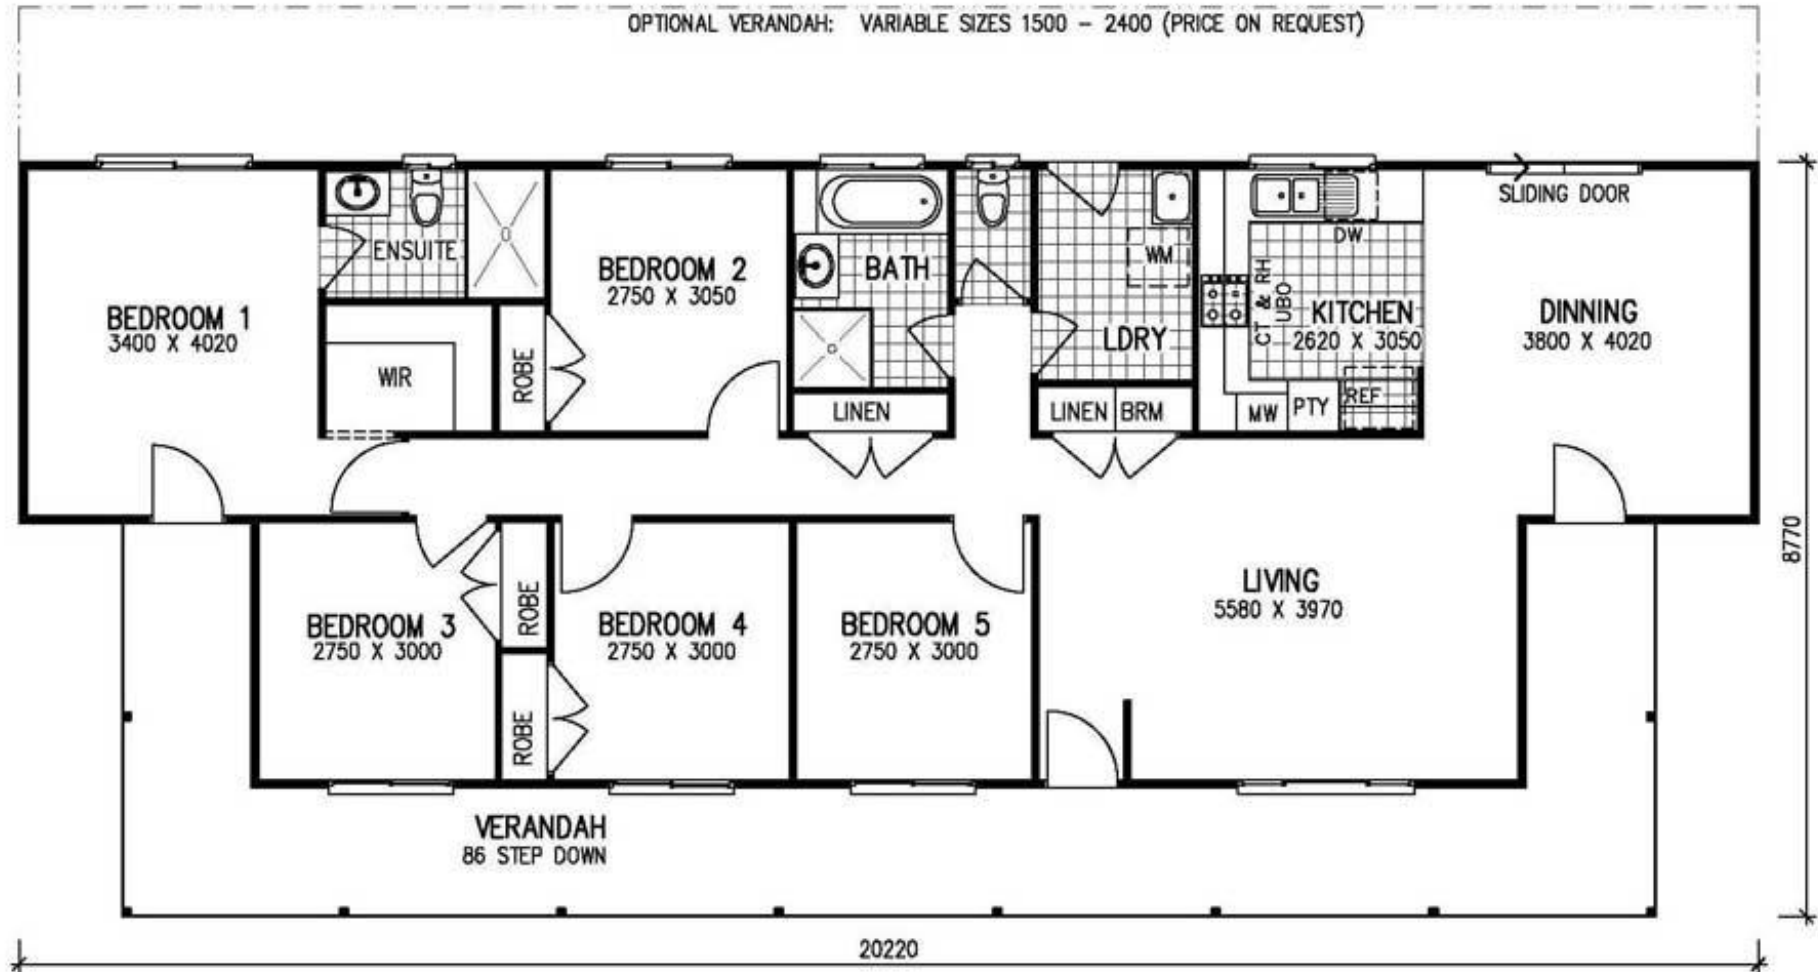 OPTIONAL VERANDAH: VARIABLE SIZES 1500 - 2400 (PRICE ON REQUEST)
SLIDING DOOR
ENSUITE
BEDROOM 2
2750 X 3050
BATH
WM
DW
CT & RH
UBO
BEDROOM 1
3400 X 4020
WIR
ROBE
LDRY
KITCHEN
2620 X 3050
DINNING
3800 X 4020
LINEN
LINEN
BRM
MW
PTY
REF
8770
BEDROOM 3
2750 X 3000
ROBE
BEDROOM 4
2750 X 3000
BEDROOM 5
2750 X 3000
LIVING
5580 X 3970
ROBE
VERANDAH
86 STEP DOWN
20220